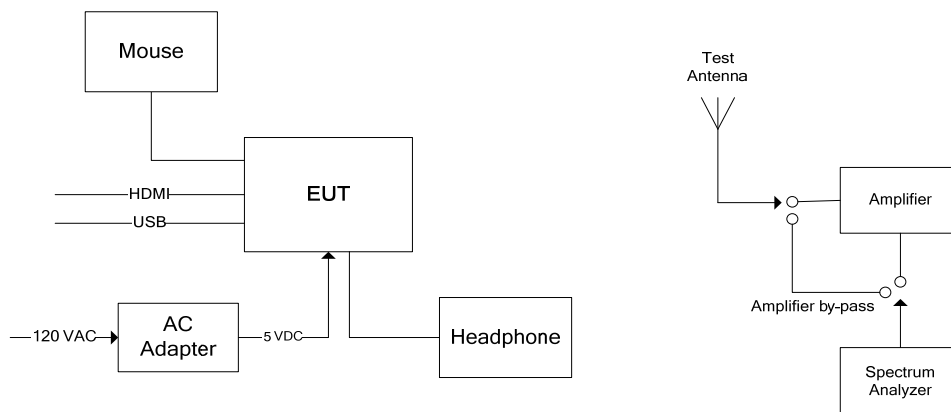 Mouse
Test
Antenna
EUT
HDMI
USB
Amplifier
Amplifier by-pass
120 VAC
AC
Adapter
5 VDC
Headphone
Spectrum
Analyzer